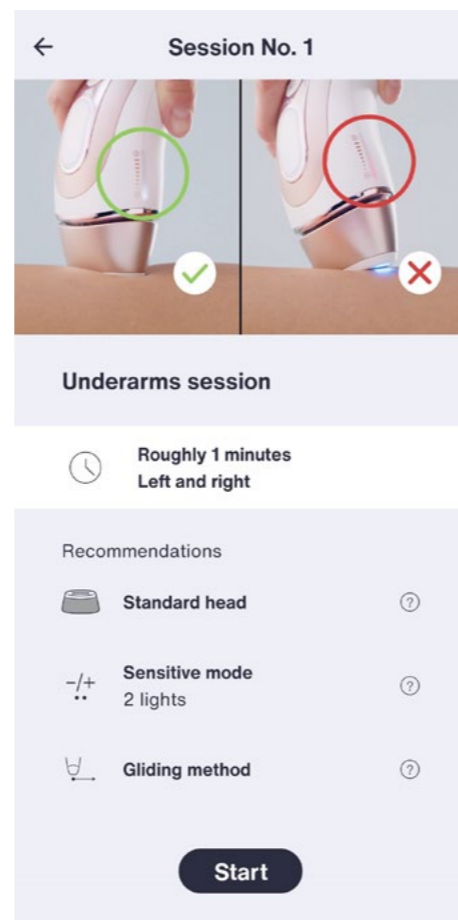 Session No. 1
Underarms session
Roughly 1 minutes
Left and right
Recommendations
Standard head
?
-/+
Sensitive mode
2 lights
?
Gliding method
?
Start